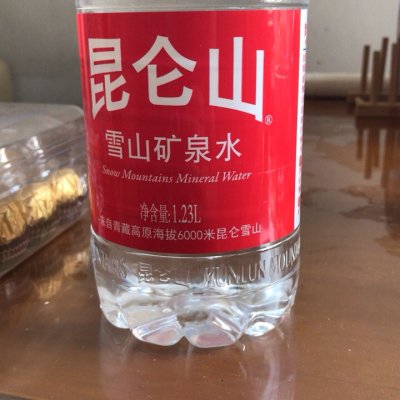 昆仑山®
雪山矿泉水
Snow Mountains Mineral Water
净含量:1.23L
来自青藏高原海拔6000米昆仑雪山
昆仑山 KUNLUN